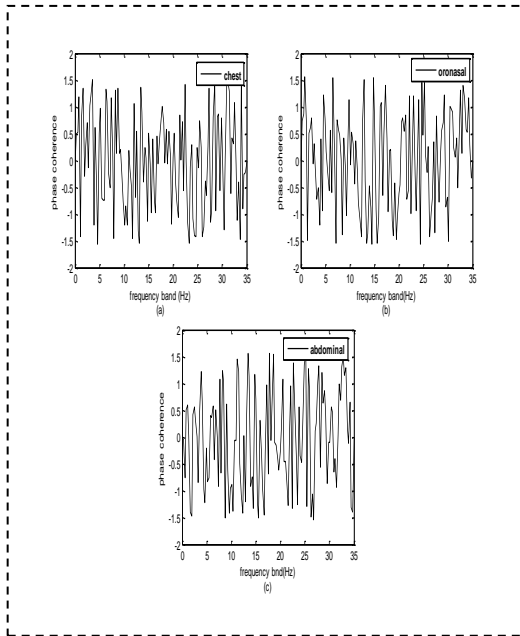 2
1.5
1
0.5
0
-0.5
-1
-1.5
-2
phase coherence
chest
0 5 10 15 20 25 30 35
frequency band (Hz)
(a)
2
1.5
1
0.5
0
-0.5
-1
-1.5
-2
phase coherence
oronasal
0 5 10 15 20 25 30 35
frequency band(Hz)
(b)
2
1.5
1
0.5
0
-0.5
-1
-1.5
-2
phase coherence
abdominal
0 5 10 15 20 25 30 35
frequency bnd(Hz)
(c)